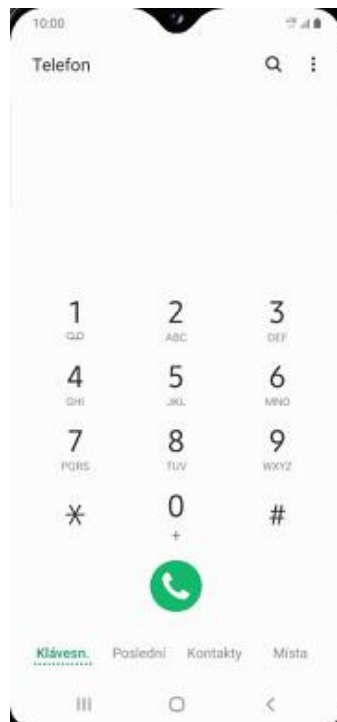 10:00
Telefon
1 2 3
ABC DEF
4 5 6
GHI JKL MNO
7 8 9
PQRS TUV WXYZ
* 0 #
+
Klávesn. Poslední Kontakty Místa